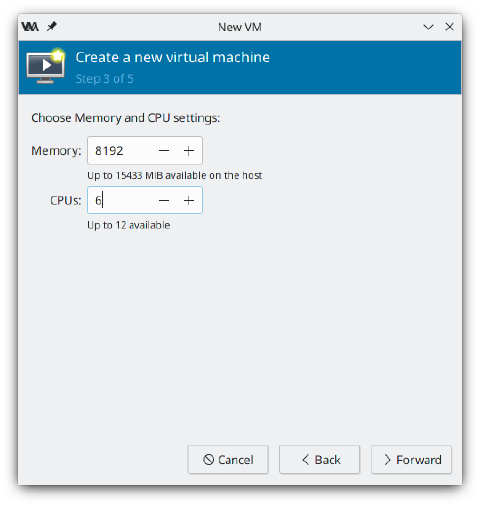 New VM
Create a new virtual machine
Step 3 of 5
Choose Memory and CPU settings:
Memory: 8192
Up to 15433 MiB available on the host
CPUs: 6
Up to 12 available
Cancel Back Forward